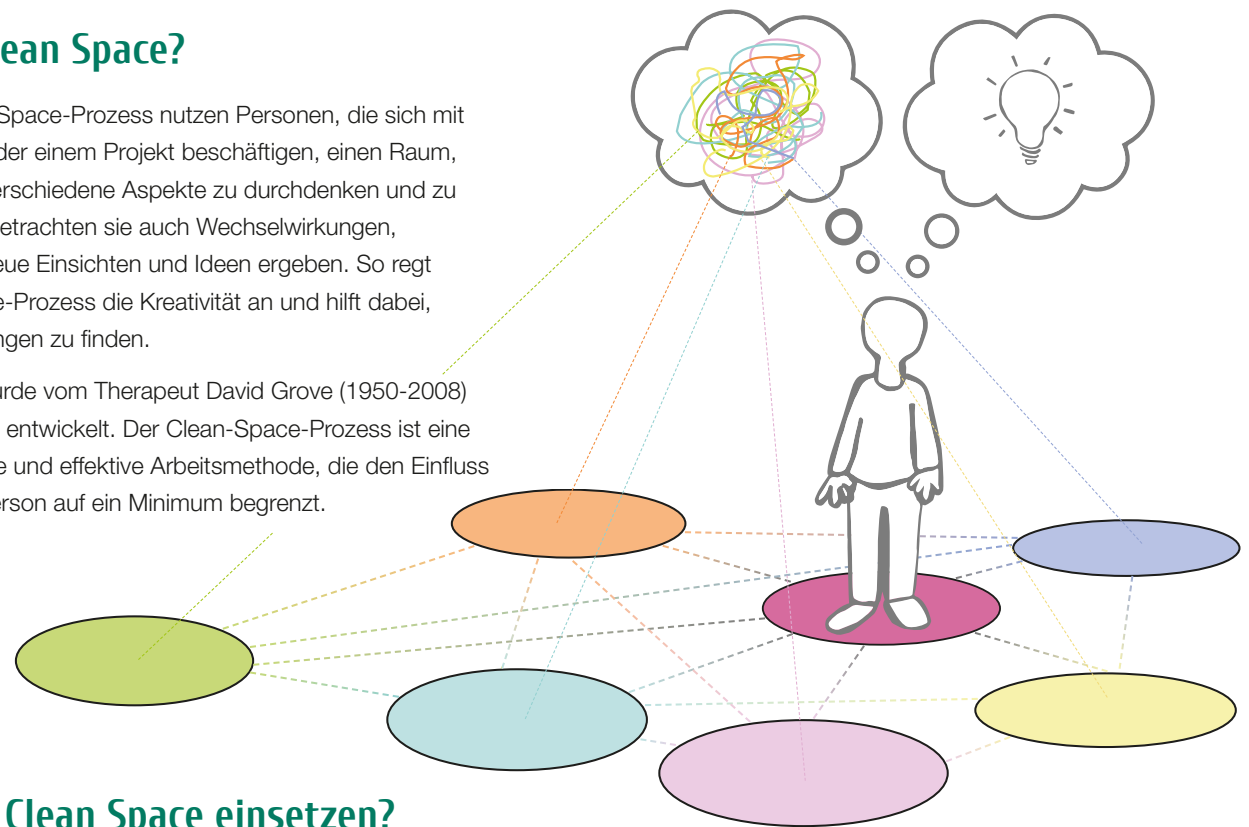 lean Space?
Space-Prozess nutzen Personen, die sich mit
der einem Projekt beschäftigen, einen Raum,
erschiedene Aspekte zu durchdenken und zu
etrachten sie auch Wechselwirkungen,
eue Einsichten und Ideen ergeben. So regt
e-Prozess die Kreativität an und hilft dabei,
ngen zu finden.
urde vom Therapeut David Grove (1950-2008)
entwickelt. Der Clean-Space-Prozess ist eine
e und effektive Arbeitsmethode, die den Einfluss
erson auf ein Minimum begrenzt.
Clean Space einsetzen?